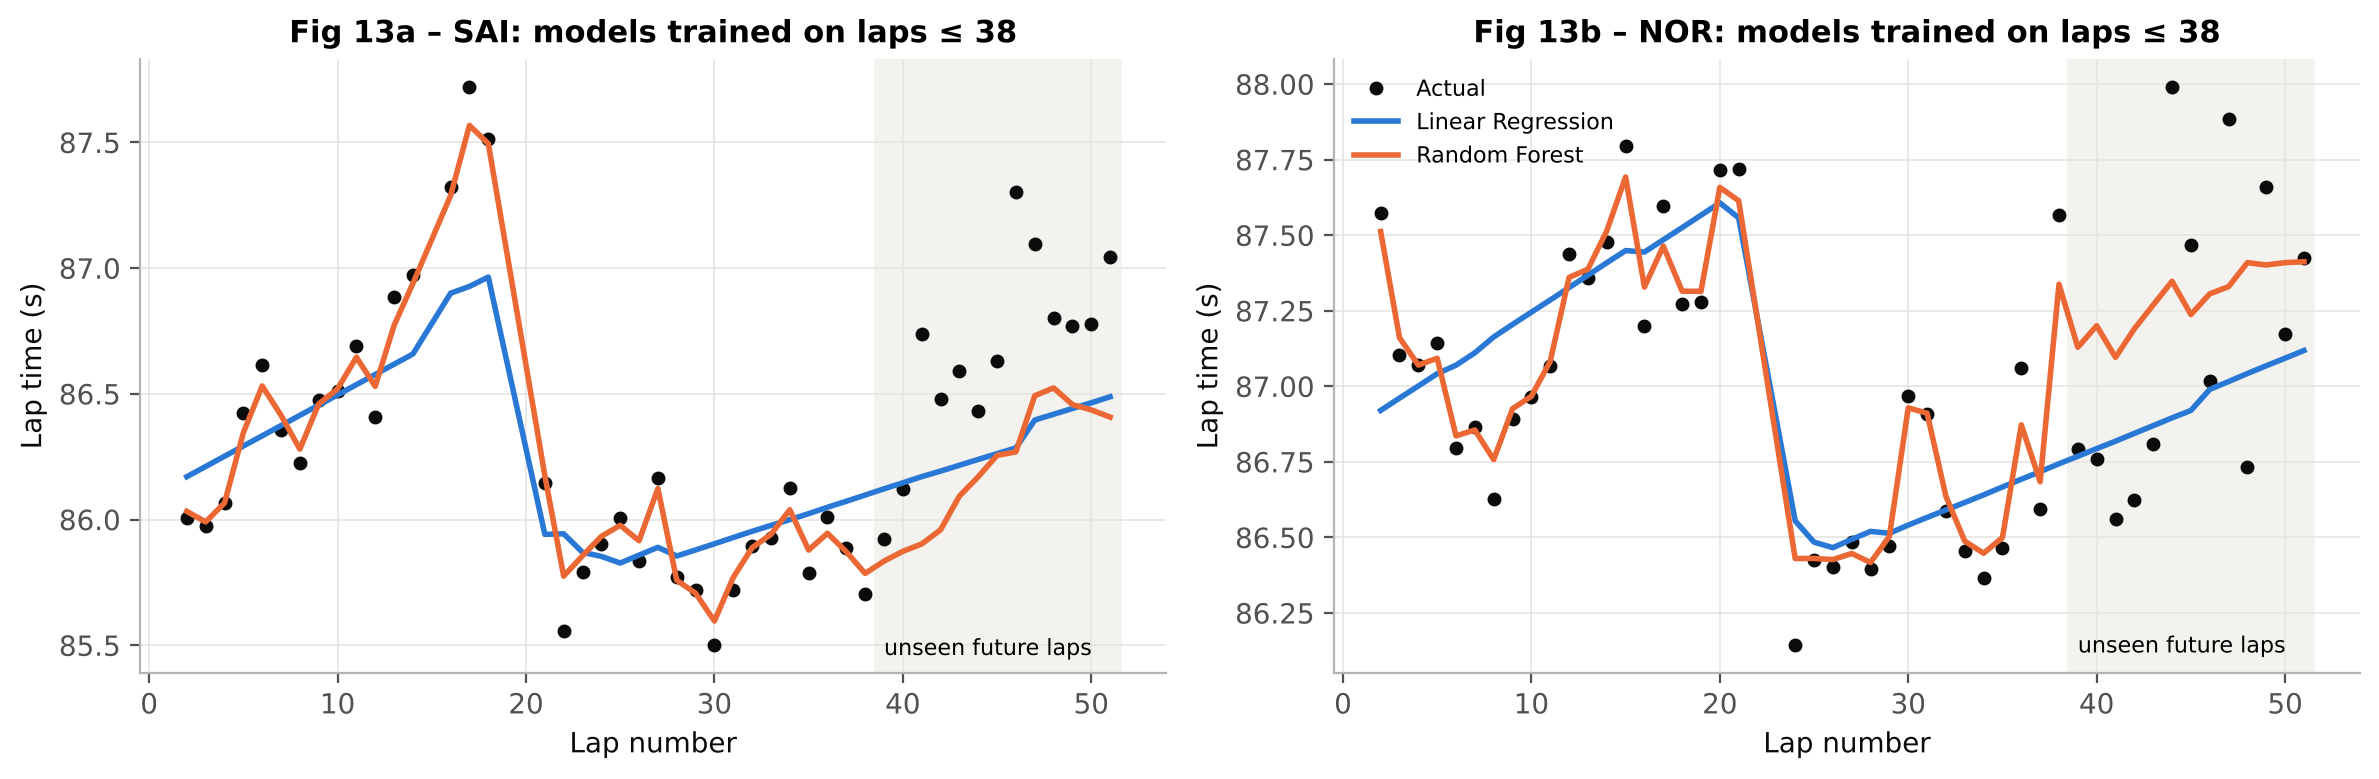 Fig 13a – SAI: models trained on laps ≤ 38
Lap time (s)
87.5
87.0
86.5
86.0
85.5
unseen future laps
0 10 20 30 40 50
Lap number
Fig 13b – NOR: models trained on laps ≤ 38
Lap time (s)
88.00
87.75
87.50
87.25
87.00
86.75
86.50
86.25
Actual
Linear Regression
Random Forest
unseen future laps
0 10 20 30 40 50
Lap number